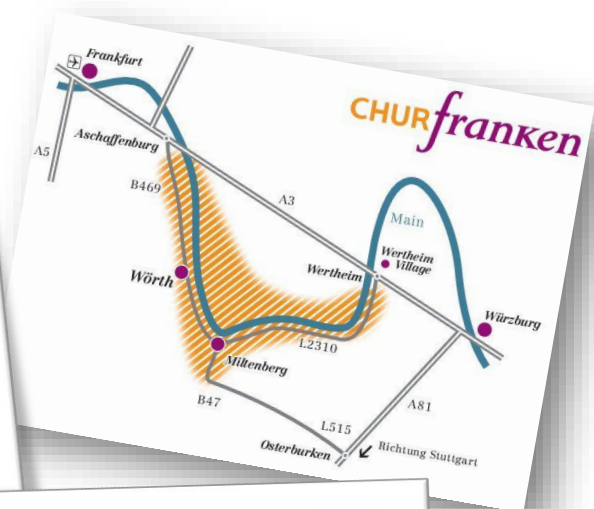 Frankfurt
CHURfranken
Aschaffenburg
A5
B469
A3
Main
Wertheim
Village
Wertheim
Wörth
Würzburg
L2310
Miltenberg
B47
A81
L515
Osterburken
Richtung Stuttgart